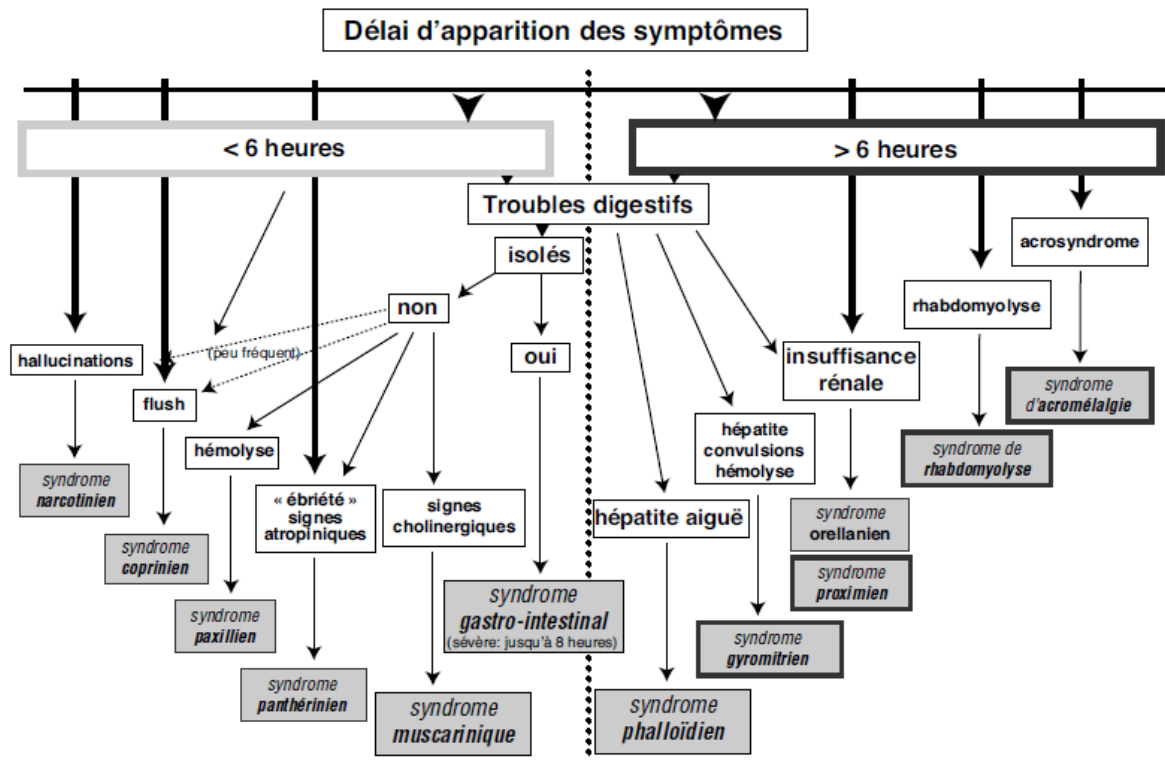 Délai d'apparition des symptômes
< 6 heures
> 6 heures
Troubles digestifs
isolés
non
oui
(peu fréquent)
hallucinations
flush
hémolyse
« ébriété »
signes
atropiniques
signes
cholinergiques
hépatite aiguë
hépatite
convulsions
hémolyse
insuffisance
rénale
rhabdomyolyse
acrosyndrome
syndrome
narcotinien
syndrome
coprinien
syndrome
paxillien
syndrome
panthérinien
syndrome
muscarinique
syndrome
gastro-intestinal
(sévère: jusqu'à 8 heures)
syndrome
phalloïdien
syndrome
gyromitrien
syndrome
orellanien
syndrome
proximien
syndrome de
rhabdomyolyse
syndrome
d'acromélalgie